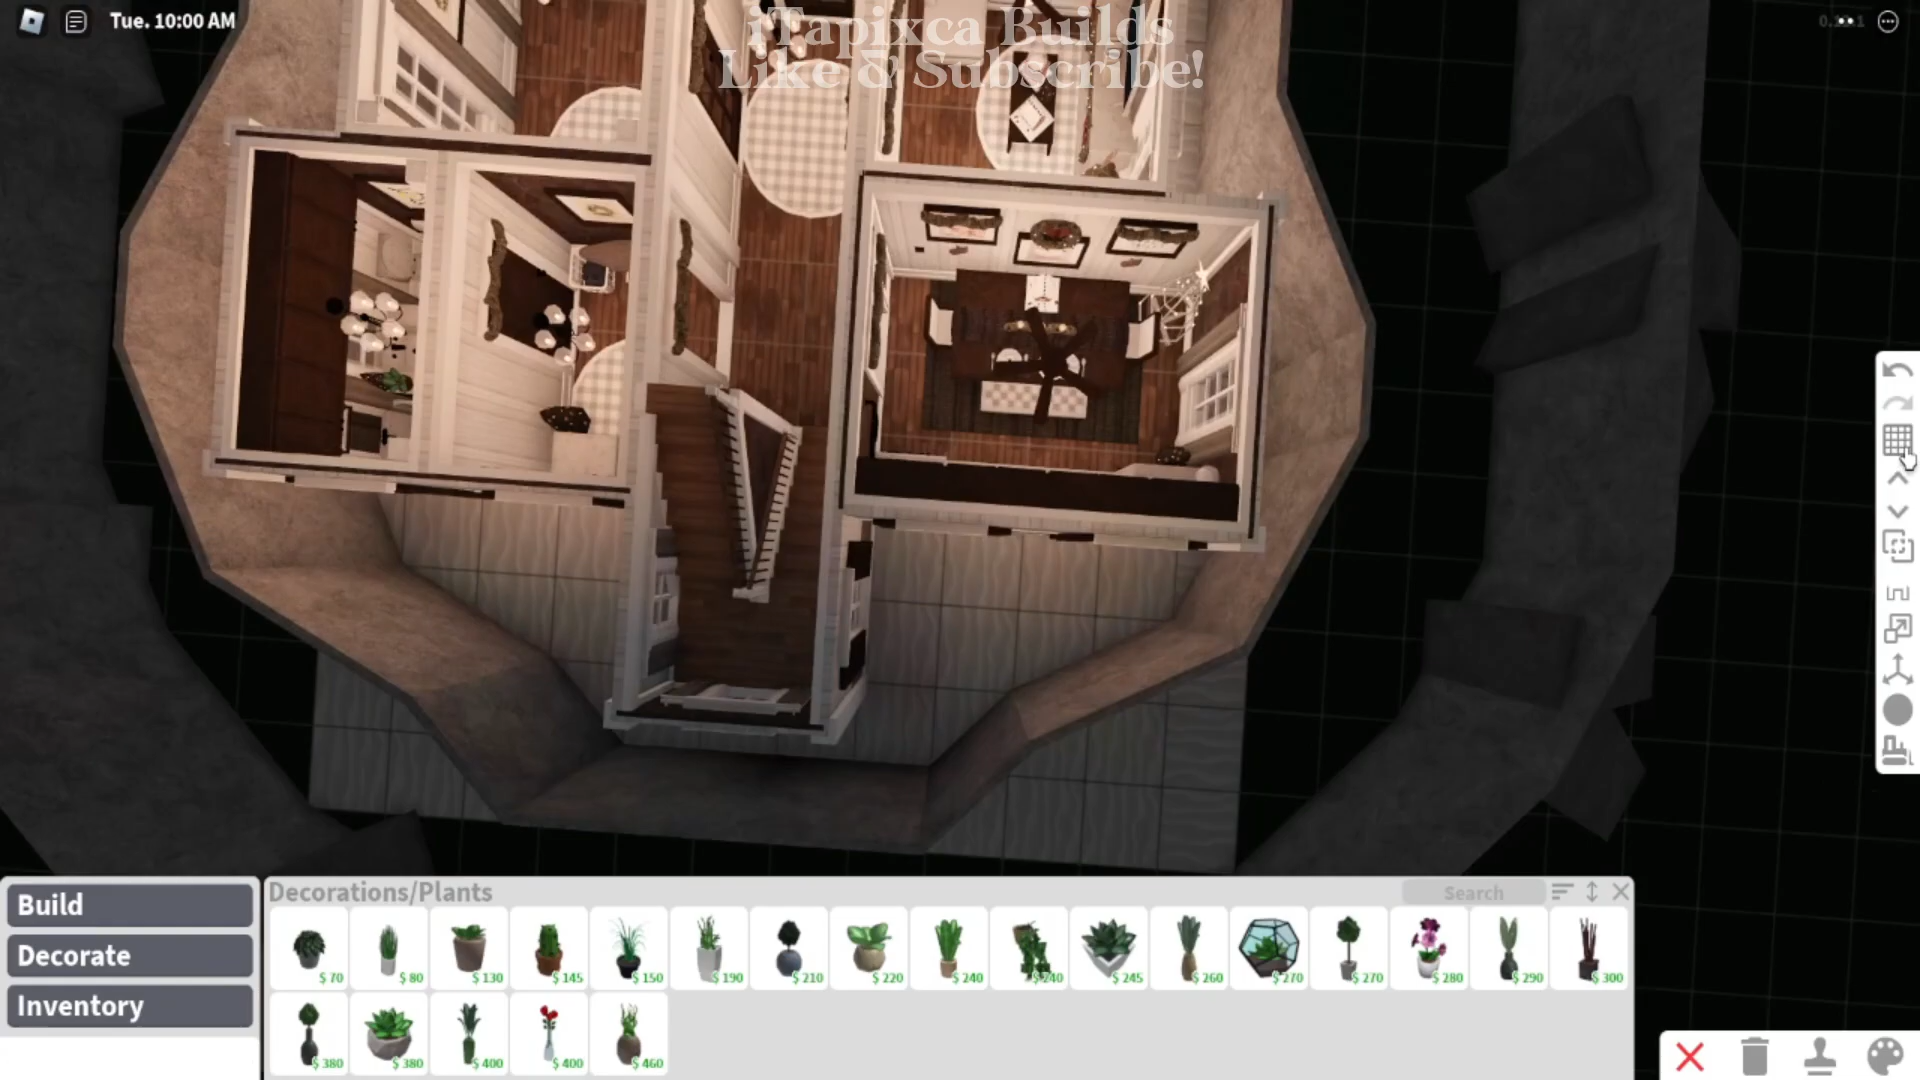 Tue. 10:00 AM
iTapixca Builds
Like & Subscribe!
Build
Decorate
Inventory
Decorations/Plants
Search
$ 70
$ 80
$ 130
$ 145
$ 150
$ 190
$ 210
$ 220
$ 240
$ 240
$ 245
$ 260
$ 270
$ 270
$ 280
$ 290
$ 300
$ 380
$ 380
$ 400
$ 400
$ 460